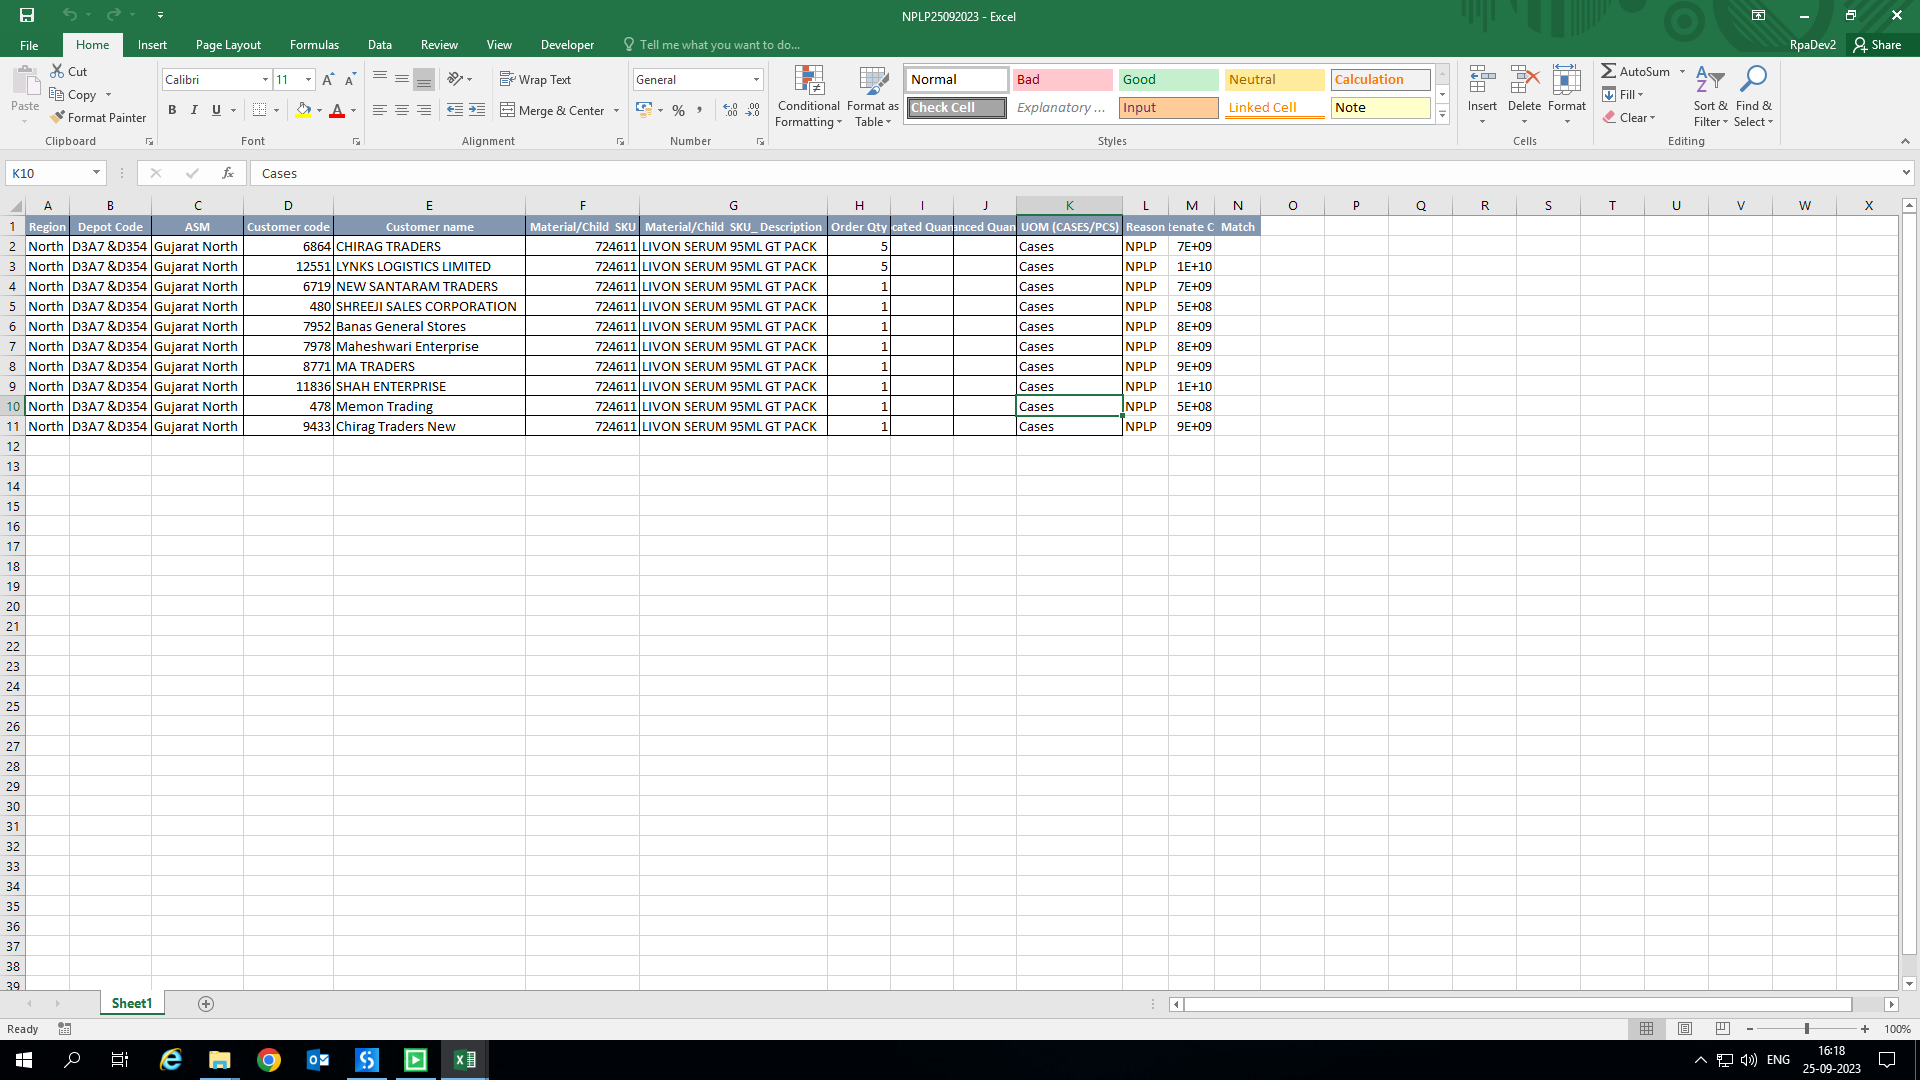 NPLP25092023 - Excel
File Home Insert Page Layout Formulas Data Review View Developer Tell me what you want to do... RpaDev2 Share
Paste Cut Copy Format Painter Clipboard
Calibri 11 B I U A A A Font
Wrap Text Merge & Center Alignment
General % , .00 Number
Conditional Formatting Format as Table
Normal Bad Good Neutral Calculation
Check Cell Explanatory ... Input Linked Cell Note
Styles
Insert Delete Format Cells
AutoSum Fill Clear Sort & Filter Find & Select Editing
K10 fx Cases
A B C D E F G H I J K L M N O P Q R S T U V W X
1 Region Depot Code ASM Customer code Customer name Material/Child SKU Material/Child SKU_Description Order Qty cated Quan nced Quan UOM (CASES/PCS) Reason tenate C Match
2 North D3A7 &D354 Gujarat North 6864 CHIRAG TRADERS 724611 LIVON SERUM 95ML GT PACK 5 Cases NPLP 7E+09
3 North D3A7 &D354 Gujarat North 12551 LYNKS LOGISTICS LIMITED 724611 LIVON SERUM 95ML GT PACK 5 Cases NPLP 1E+10
4 North D3A7 &D354 Gujarat North 6719 NEW SANTARAM TRADERS 724611 LIVON SERUM 95ML GT PACK 1 Cases NPLP 7E+09
5 North D3A7 &D354 Gujarat North 480 SHREEJI SALES CORPORATION 724611 LIVON SERUM 95ML GT PACK 1 Cases NPLP 5E+08
6 North D3A7 &D354 Gujarat North 7952 Banas General Stores 724611 LIVON SERUM 95ML GT PACK 1 Cases NPLP 8E+09
7 North D3A7 &D354 Gujarat North 7978 Maheshwari Enterprise 724611 LIVON SERUM 95ML GT PACK 1 Cases NPLP 8E+09
8 North D3A7 &D354 Gujarat North 8771 MA TRADERS 724611 LIVON SERUM 95ML GT PACK 1 Cases NPLP 9E+09
9 North D3A7 &D354 Gujarat North 11836 SHAH ENTERPRISE 724611 LIVON SERUM 95ML GT PACK 1 Cases NPLP 1E+10
10 North D3A7 &D354 Gujarat North 478 Memon Trading 724611 LIVON SERUM 95ML GT PACK 1 Cases NPLP 5E+08
11 North D3A7 &D354 Gujarat North 9433 Chirag Traders New 724611 LIVON SERUM 95ML GT PACK 1 Cases NPLP 9E+09
12
13
14
15
16
17
18
19
20
21
22
23
24
25
26
27
28
29
30
31
32
33
34
35
36
37
38
39
Sheet1
Ready 100%
ENG 16:18
25-09-2023